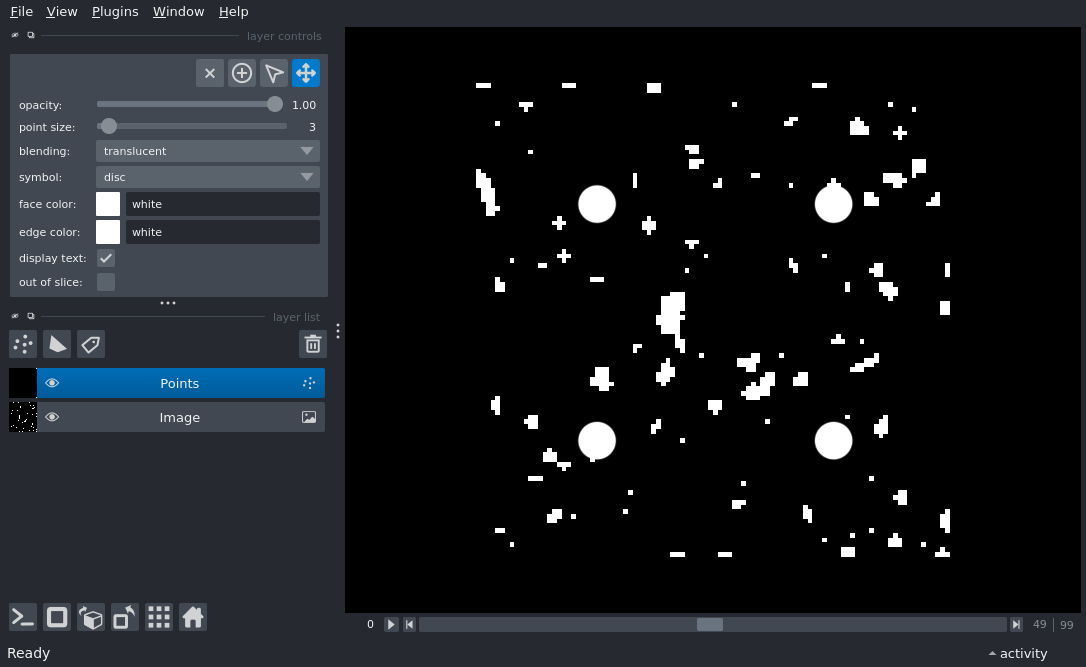 File View Plugins Window Help
layer controls
opacity: 1.00
point size: 3
blending: translucent
symbol: disc
face color: white
edge color: white
display text:
out of slice:
layer list
Points
Image
0 49 99
Ready activity